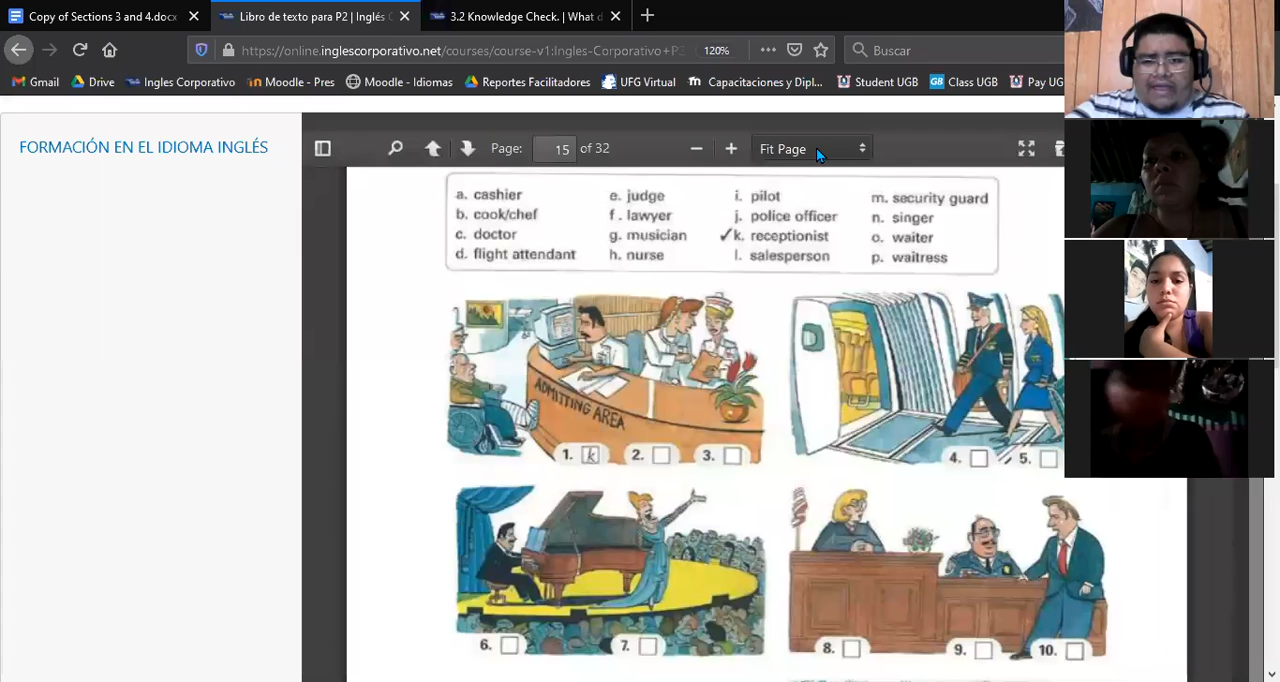 Copy of Sections 3 and 4.docx
Libro de texto para P2 | Inglés C
3.2 Knowledge Check. | What d
https://online.inglescorporativo.net/courses/course-v1:Ingles-Corporativo+P
120%
Buscar
Gmail
Drive
Ingles Corporativo
Moodle - Pres
Moodle - Idiomas
Reportes Facilitadores
UFG Virtual
Capacitaciones y Dipl...
Student UGB
Class UGB
Pay UG
FORMACIÓN EN EL IDIOMA INGLÉS
Page: 15 of 32
Fit Page
a. cashier
b. cook/chef
c. doctor
d. flight attendant
e. judge
f. lawyer
g. musician
h. nurse
i. pilot
j. police officer
✓k. receptionist
l. salesperson
m. security guard
n. singer
o. waiter
p. waitress
ADMITTING AREA
1. k 2. 3.
4. 5.
6. 7.
8. 9. 10.